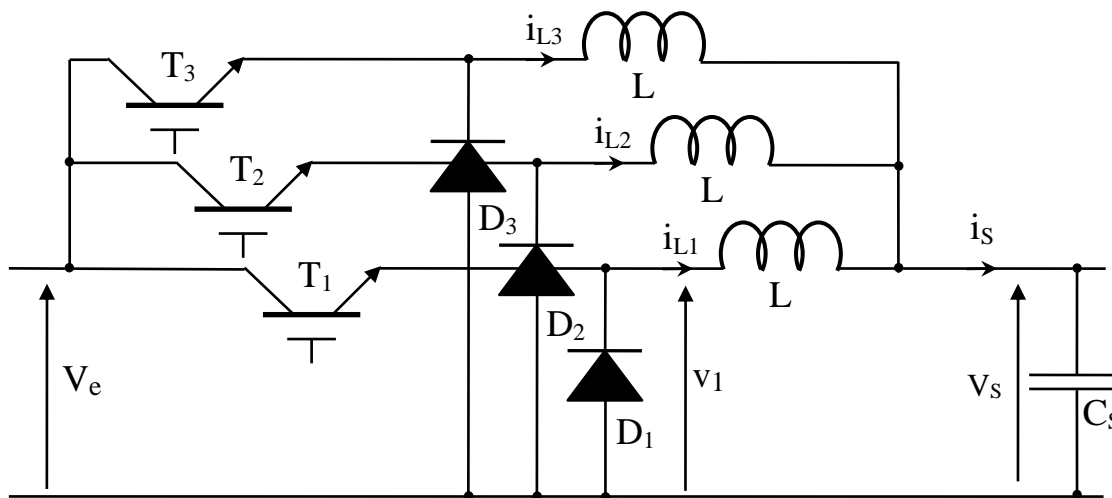 i_L3
T_3
L
i_L2
T_2
L
D_3
i_L1
i_S
T_1
L
D_2
V_e
v_1
V_S
C_S
D_1